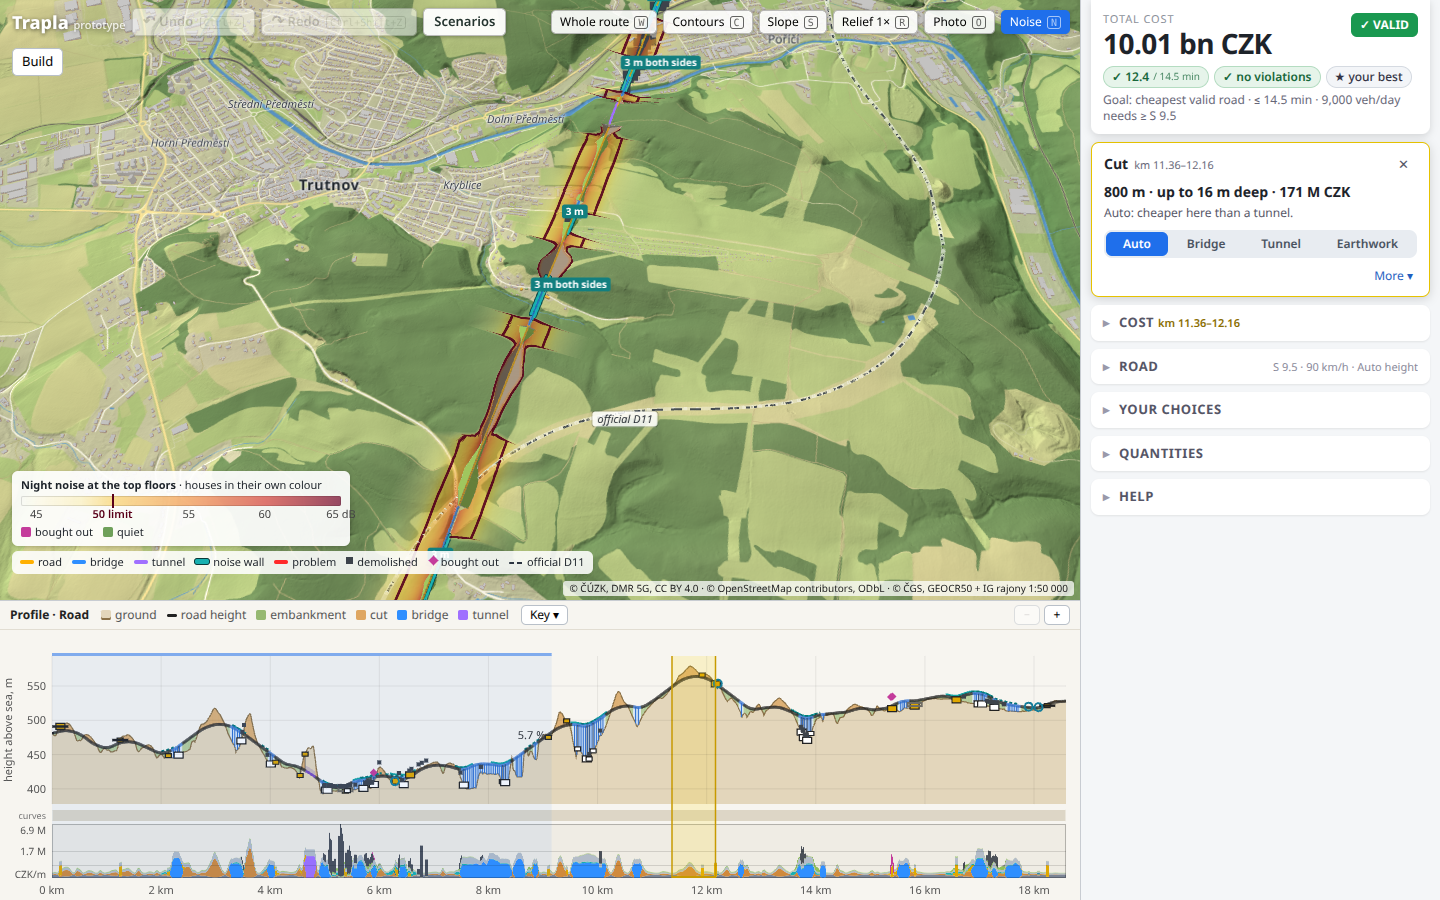 Trapla prototype
Undo Ctrl+Z
Redo Ctrl+Shift+Z
Scenarios
Whole route W
Contours C
Slope S
Relief 1× R
Photo O
Noise N
Build
Poříčí
3 m both sides
Střední Předměstí
Dolní Předměstí
Horní Předměstí
Trutnov
Kryblice
3 m
3 m both sides
official D11
Night noise at the top floors · houses in their own colour
45 50 limit 55 60 65 dB
bought out quiet
road bridge tunnel noise wall problem demolished bought out official D11
© ČÚZK, DMR 5G, CC BY 4.0 · © OpenStreetMap contributors, ODbL · © ČGS, GEOCR50 + IG rajony 1:50 000
TOTAL COST
✓ VALID
10.01 bn CZK
✓ 12.4 / 14.5 min ✓ no violations ★ your best
Goal: cheapest valid road · ≤ 14.5 min · 9,000 veh/day
needs ≥ S 9.5
Cut km 11.36–12.16 ✕
800 m · up to 16 m deep · 171 M CZK
Auto: cheaper here than a tunnel.
Auto Bridge Tunnel Earthwork
More ▾
▸ COST km 11.36–12.16
▸ ROAD S 9.5 · 90 km/h · Auto height
▸ YOUR CHOICES
▸ QUANTITIES
▸ HELP
Profile · Road ground road height embankment cut bridge tunnel Key ▾ − +
height above sea, m
550
500
450
400
5.7 %
curves
6.9 M
1.7 M
CZK/m
0 km 2 km 4 km 6 km 8 km 10 km 12 km 14 km 16 km 18 km